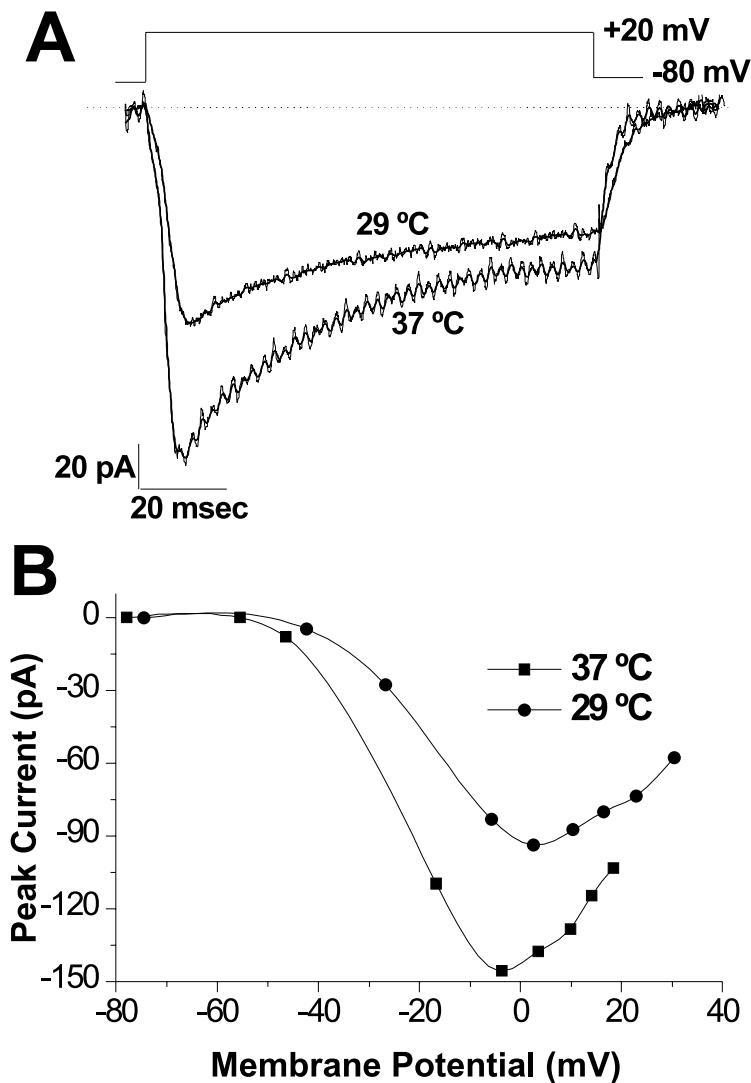 A
+20 mV
-80 mV
29 ºC
37 ºC
20 pA
20 msec
B
0
-30
-60
-90
-120
-150
Peak Current (pA)
37 ºC
29 ºC
-80 -60 -40 -20 0 20 40
Membrane Potential (mV)